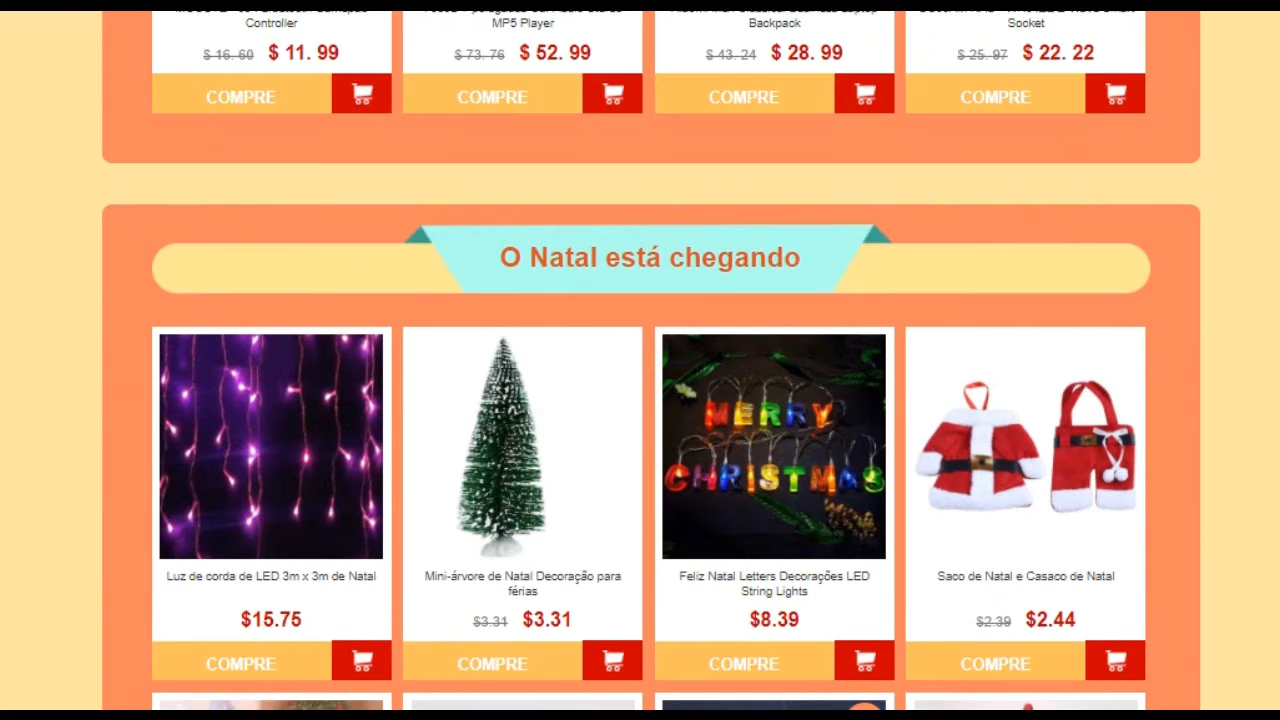 Controller
MP5 Player
Backpack
Socket
$ 16. 60 $ 11. 99
$ 73. 76 $ 52. 99
$ 43. 24 $ 28. 99
$ 25. 97 $ 22. 22
COMPRE
COMPRE
COMPRE
COMPRE
O Natal está chegando
MERRY
CHRISTMAS
Luz de corda de LED 3m x 3m de Natal
Mini-árvore de Natal Decoração para
férias
Feliz Natal Letters Decorações LED
String Lights
Saco de Natal e Casaco de Natal
$15.75
$3.31 $3.31
$8.39
$2.39 $2.44
COMPRE
COMPRE
COMPRE
COMPRE